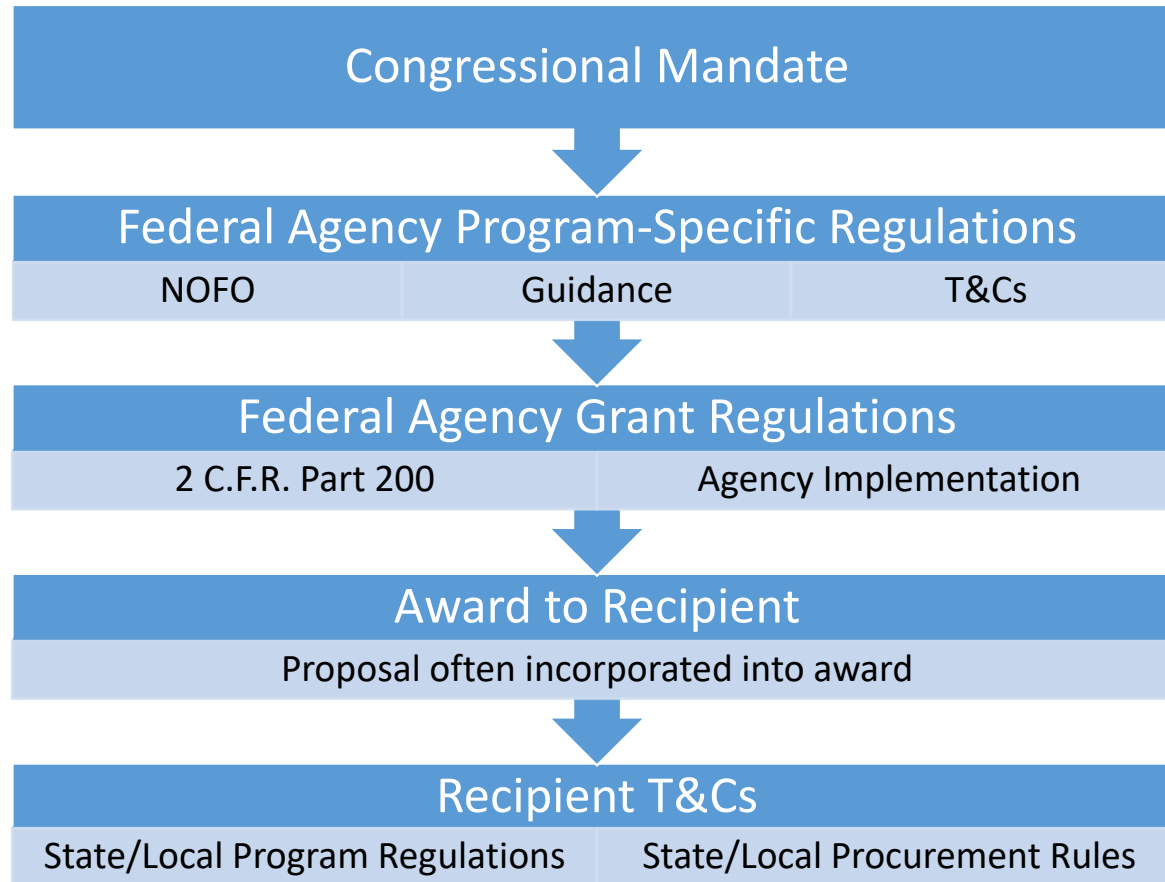 Congressional Mandate
Federal Agency Program-Specific Regulations
NOFO
Guidance
T&Cs
Federal Agency Grant Regulations
2 C.F.R. Part 200
Agency Implementation
Award to Recipient
Proposal often incorporated into award
Recipient T&Cs
State/Local Program Regulations
State/Local Procurement Rules